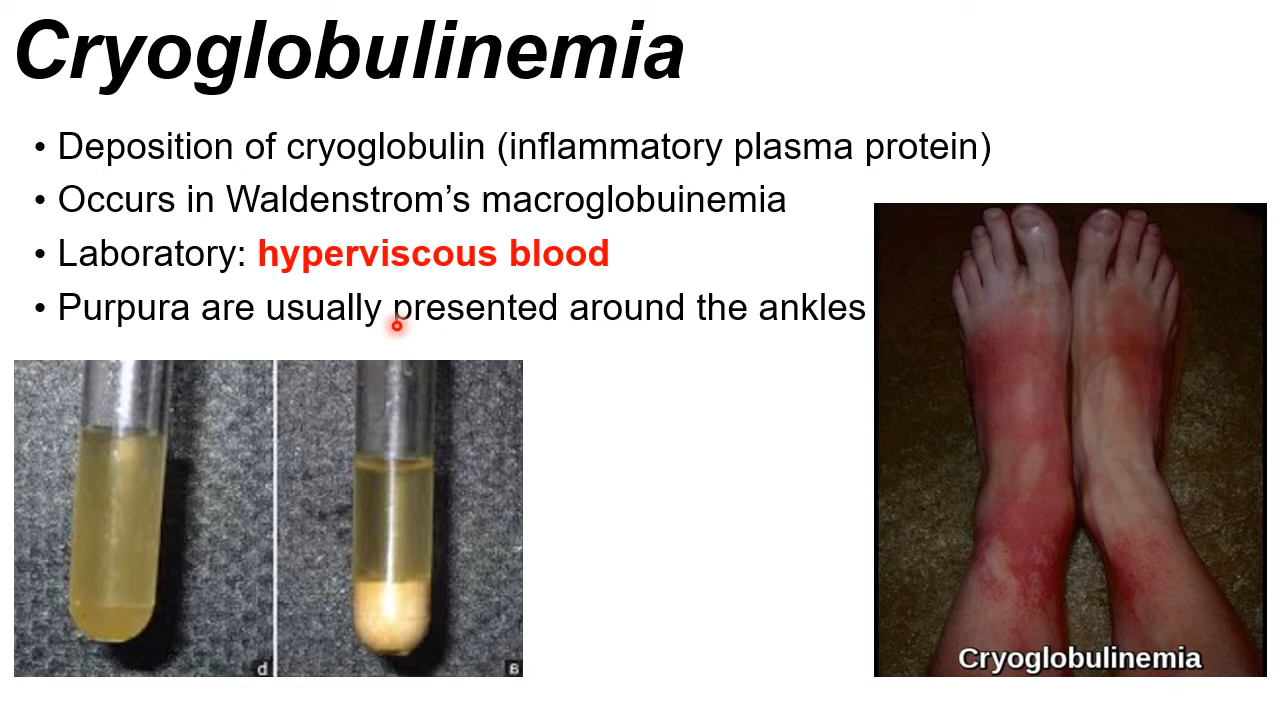 Cryoglobulinemia
• Deposition of cryoglobulin (inflammatory plasma protein)
• Occurs in Waldenstrom’s macroglobuinemia
• Laboratory: hyperviscous blood
• Purpura are usually presented around the ankles
d
a
Cryoglobulinemia